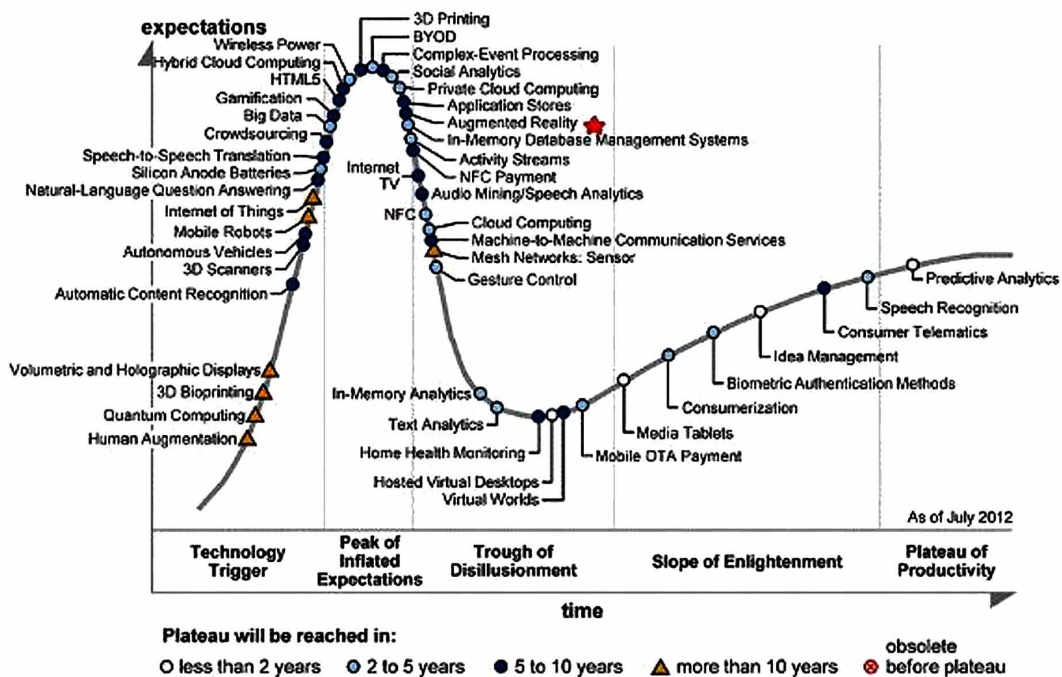 expectations
3D Printing
BYOD
Wireless Power
Complex-Event Processing
Hybrid Cloud Computing
Social Analytics
HTML5
Private Cloud Computing
Gamification
Application Stores
Big Data
Augmented Reality
Crowdsourcing
In-Memory Database Management Systems
Speech-to-Speech Translation
Activity Streams
Silicon Anode Batteries
Internet
TV
NFC Payment
Natural-Language Question Answering
Audio Mining/Speech Analytics
Internet of Things
NFC
Cloud Computing
Mobile Robots
Machine-to-Machine Communication Services
Autonomous Vehicles
Mesh Networks: Sensor
3D Scanners
Gesture Control
Predictive Analytics
Automatic Content Recognition
Speech Recognition
Consumer Telematics
Idea Management
Volumetric and Holographic Displays
Biometric Authentication Methods
3D Bioprinting
In-Memory Analytics
Consumerization
Quantum Computing
Text Analytics
Media Tablets
Human Augmentation
Home Health Monitoring
Mobile OTA Payment
Hosted Virtual Desktops
Virtual Worlds
As of July 2012
Technology
Trigger
Peak of
Inflated
Expectations
Trough of
Disillusionment
Slope of Enlightenment
Plateau of
Productivity
time
Plateau will be reached in:
less than 2 years
2 to 5 years
5 to 10 years
more than 10 years
obsolete
before plateau